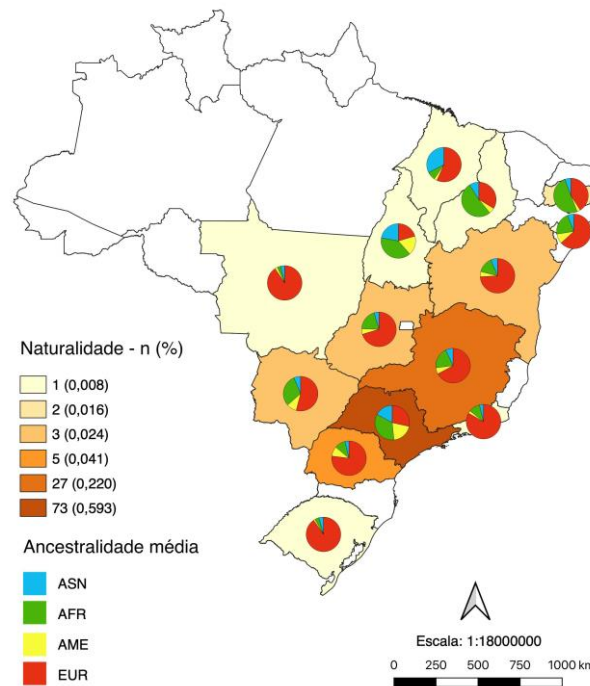 Naturalidade - n (%)
1 (0,008)
2 (0,016)
3 (0,024)
5 (0,041)
27 (0,220)
73 (0,593)
Ancestralidade média
ASN
AFR
AME
EUR
Escala: 1:18000000
0 250 500 750 1000 km